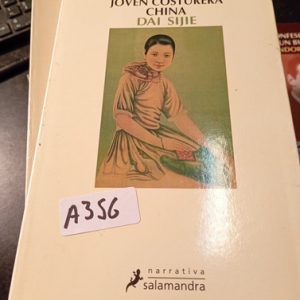 JOVEN COSTURERA
CHINA
DAI SIJIE
A356
narrativa
salamandra